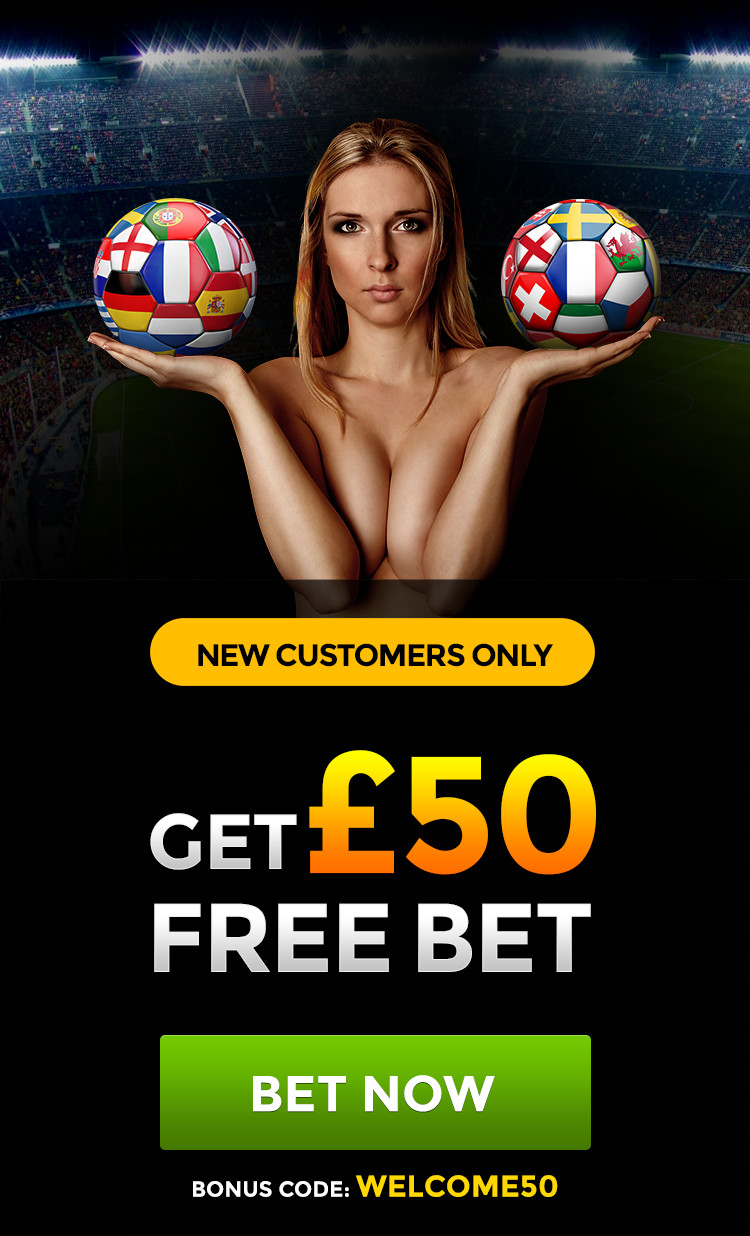 NEW CUSTOMERS ONLY
GET £50
FREE BET
BET NOW
BONUS CODE: WELCOME50